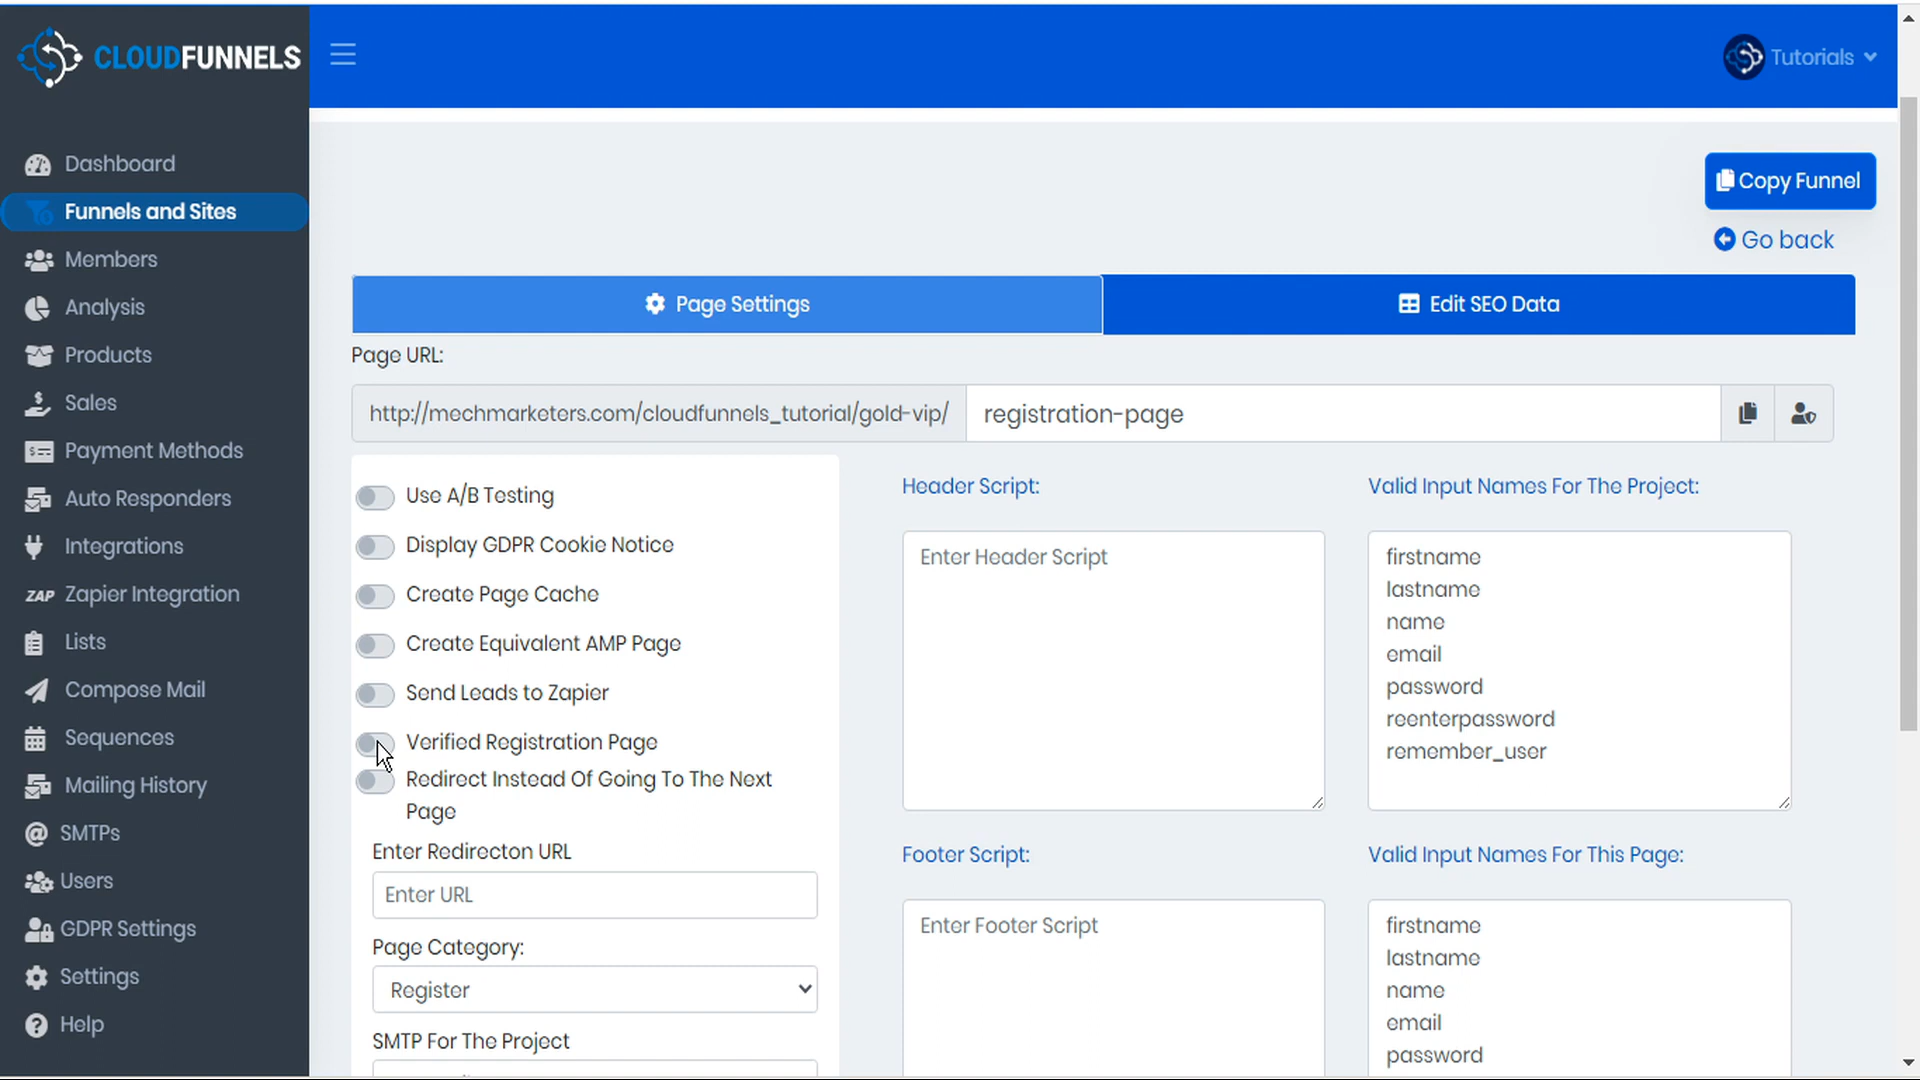 CLOUDFUNNELS
Tutorials
Dashboard
Funnels and Sites
Members
Analysis
Products
Sales
Payment Methods
Auto Responders
Integrations
ZAP Zapier Integration
Lists
Compose Mail
Sequences
Mailing History
SMTPs
Users
GDPR Settings
Settings
Help
Copy Funnel
Go back
Page Settings
Edit SEO Data
Page URL:
http://mechmarketers.com/cloudfunnels_tutorial/gold-vip/ registration-page
Use A/B Testing
Display GDPR Cookie Notice
Create Page Cache
Create Equivalent AMP Page
Send Leads to Zapier
Verified Registration Page
Redirect Instead Of Going To The Next
Page
Enter Redirecton URL
Enter URL
Page Category:
Register
SMTP For The Project
Header Script:
Enter Header Script
Footer Script:
Enter Footer Script
Valid Input Names For The Project:
firstname
lastname
name
email
password
reenterpassword
remember_user
Valid Input Names For This Page:
firstname
lastname
name
email
password